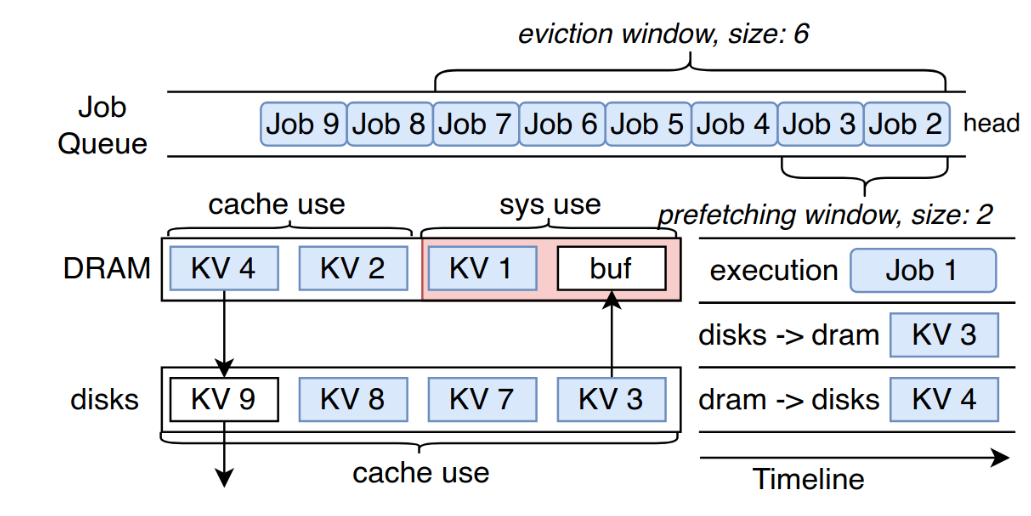 eviction window, size: 6
Job Queue
Job 9
Job 8
Job 7
Job 6
Job 5
Job 4
Job 3
Job 2
head
prefetching window, size: 2
cache use
sys use
DRAM
KV 4
KV 2
KV 1
buf
execution
Job 1
disks -> dram
KV 3
disks
KV 9
KV 8
KV 7
KV 3
dram -> disks
KV 4
cache use
Timeline